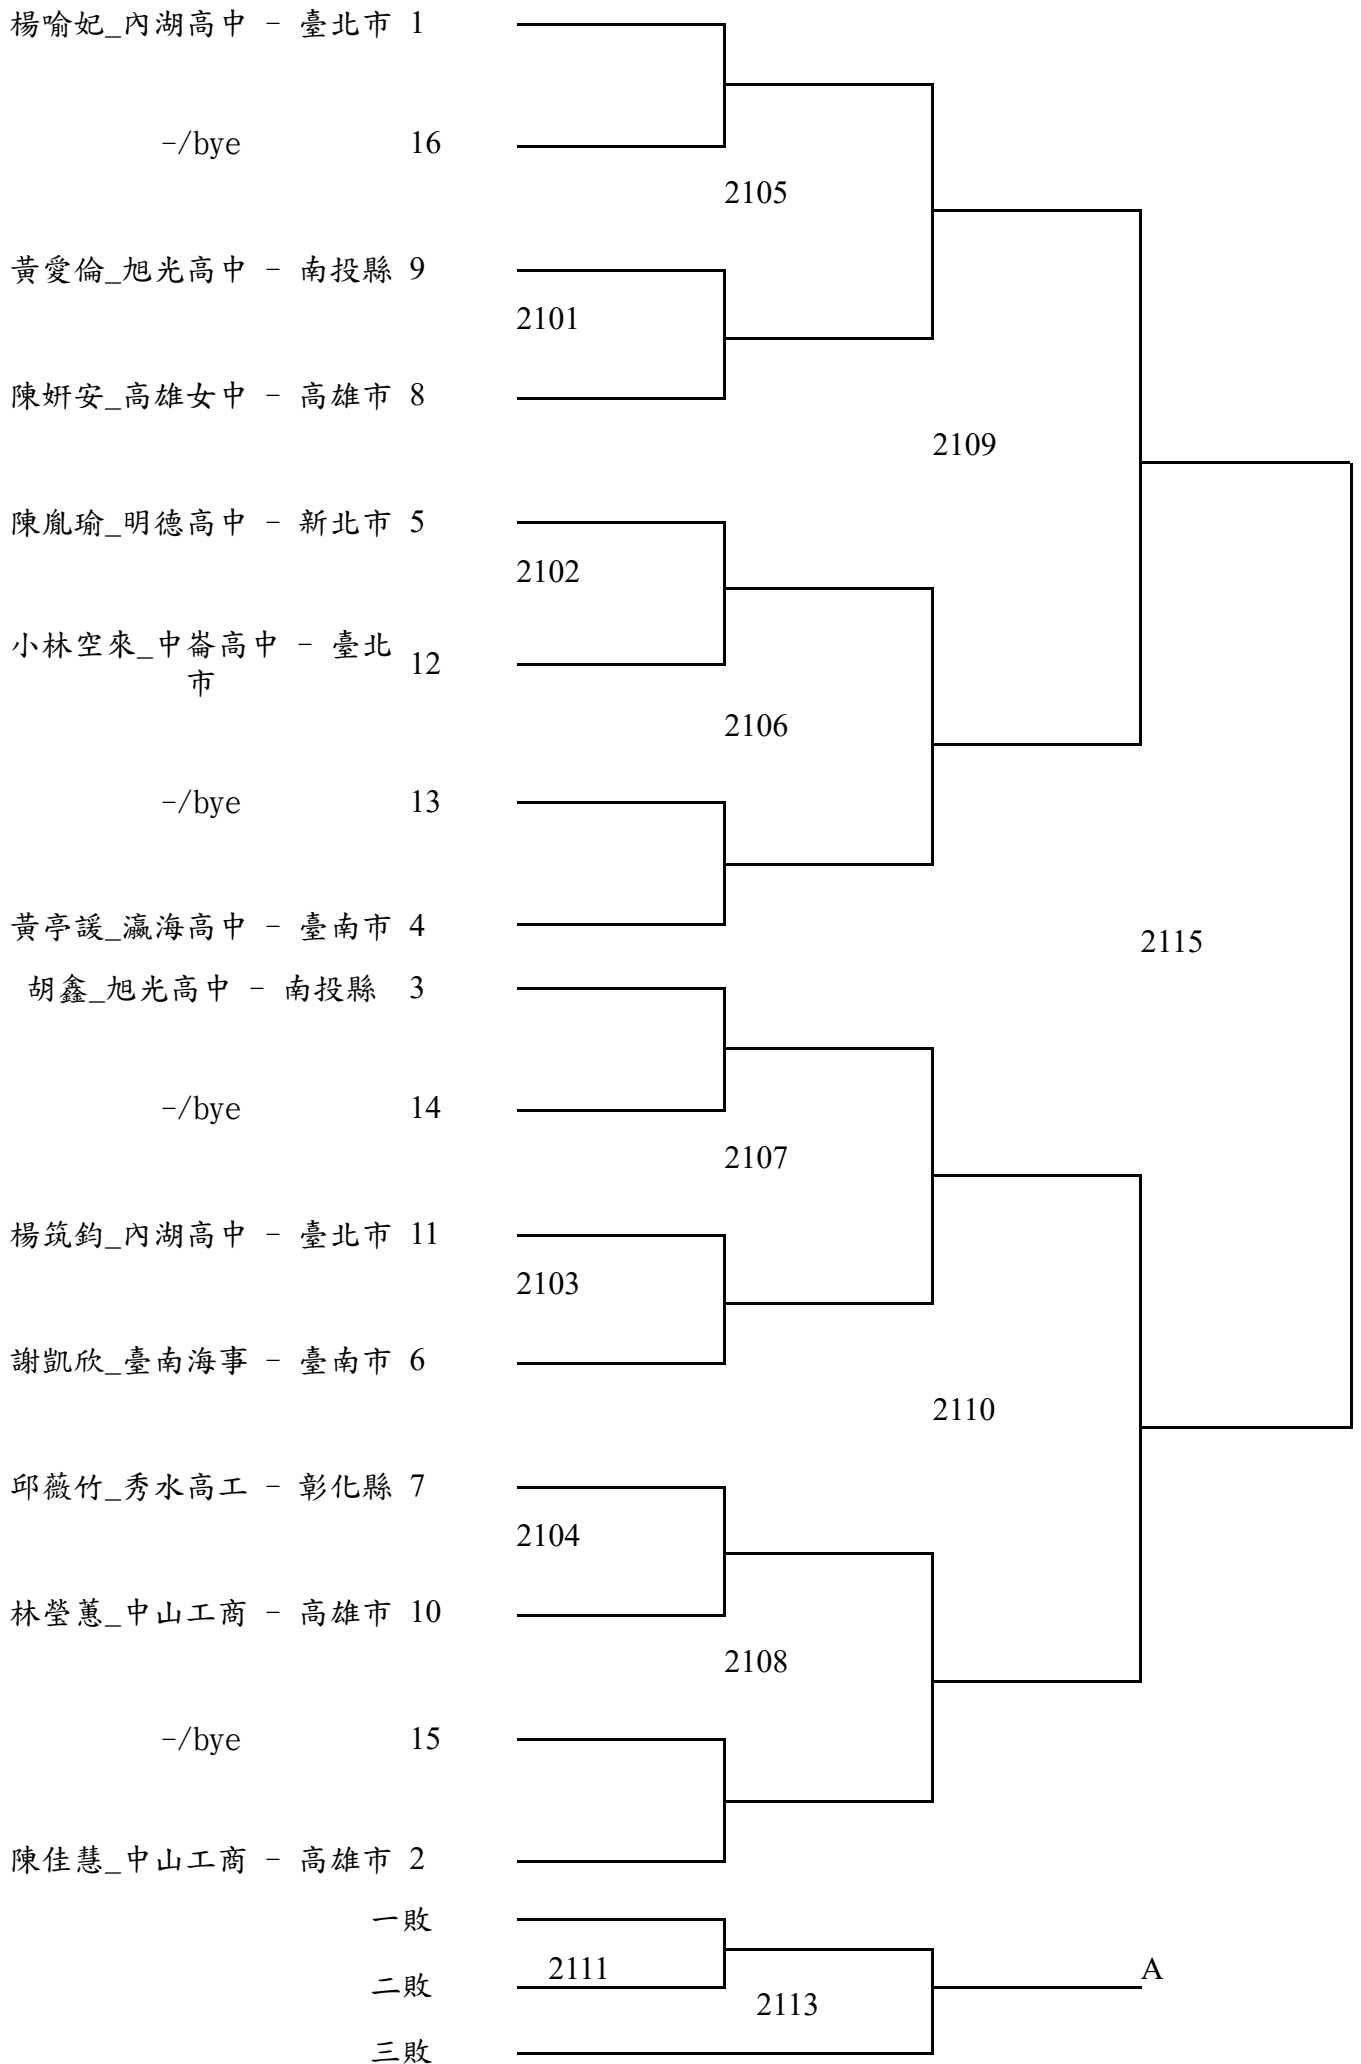 楊喻妃_內湖高中 - 臺北市 1
-/bye 16
2105
黃愛倫_旭光高中 - 南投縣 9
2101
陳妍安_高雄女中 - 高雄市 8
2109
陳胤瑜_明德高中 - 新北市 5
2102
小林空來_中崙高中 - 臺北
市
12
2106
-/bye 13
黃亭諼_瀛海高中 - 臺南市 4
2115
胡鑫_旭光高中 - 南投縣 3
-/bye 14
2107
楊筑鈞_內湖高中 - 臺北市 11
2103
謝凱欣_臺南海事 - 臺南市 6
2110
邱薇竹_秀水高工 - 彰化縣 7
2104
林瑩蕙_中山工商 - 高雄市 10
2108
-/bye 15
陳佳慧_中山工商 - 高雄市 2
一敗
2111
A
二敗
2113
三敗